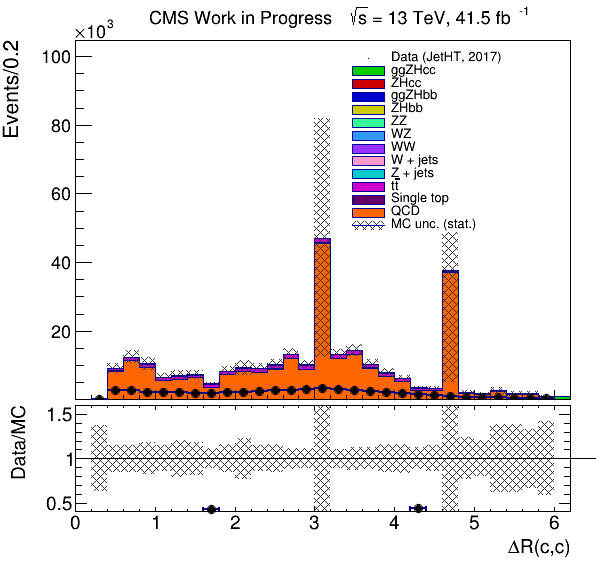 CMS Work in Progress √s = 13 TeV, 41.5 fb⁻¹
×10³
Events/0.2
100
80
60
40
20
Data (JetHT, 2017)
ggZHcc
ZHcc
ggZHbb
ZHbb
ZZ
WZ
WW
W + jets
Z + jets
tt̅
Single top
QCD
MC unc. (stat.)
Data/MC
1.5
1
0.5
0 1 2 3 4 5 6
ΔR(c,c)